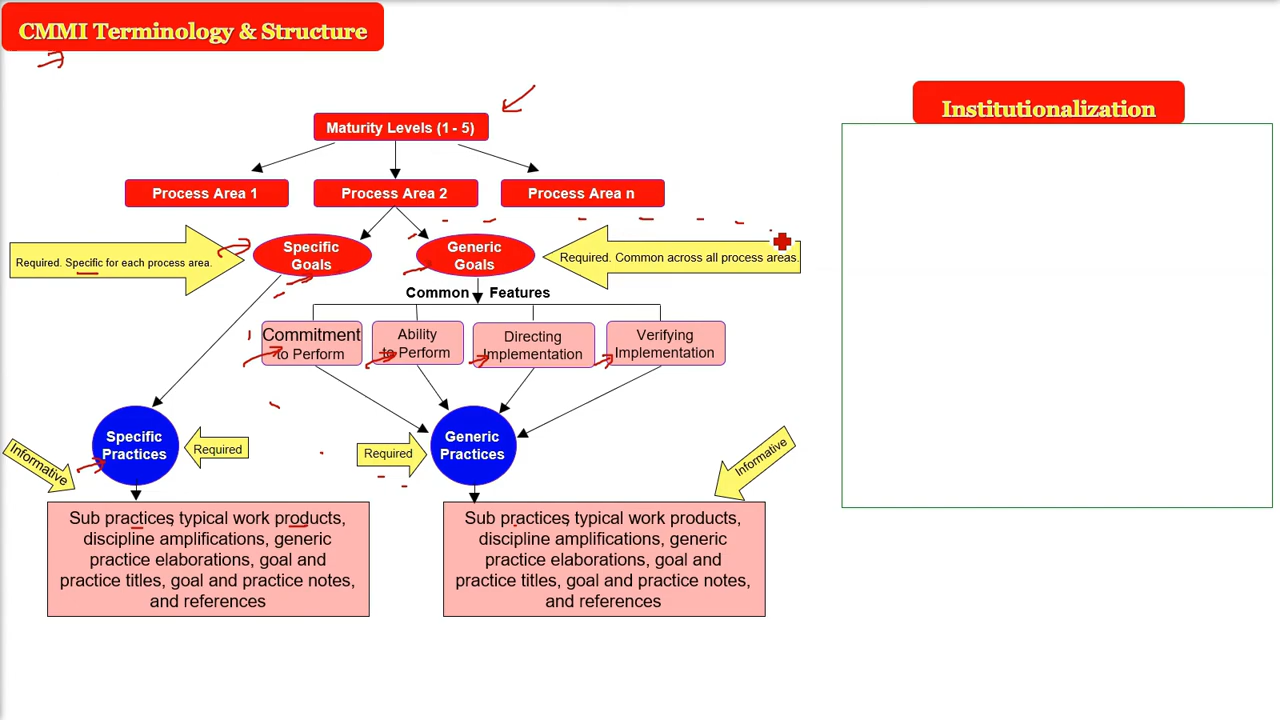 CMMI Terminology & Structure
Institutionalization
Maturity Levels (1 - 5)
Process Area 1
Process Area 2
Process Area n
Required. Specific for each process area.
Specific
Goals
Generic
Goals
Required. Common across all process areas.
Common Features
Commitment
to Perform
Ability
to Perform
Directing
Implementation
Verifying
Implementation
Informative
Specific
Practices
Required
Required
Generic
Practices
Informative
Sub practices, typical work products,
discipline amplifications, generic
practice elaborations, goal and
practice titles, goal and practice notes,
and references
Sub practices, typical work products,
discipline amplifications, generic
practice elaborations, goal and
practice titles, goal and practice notes,
and references